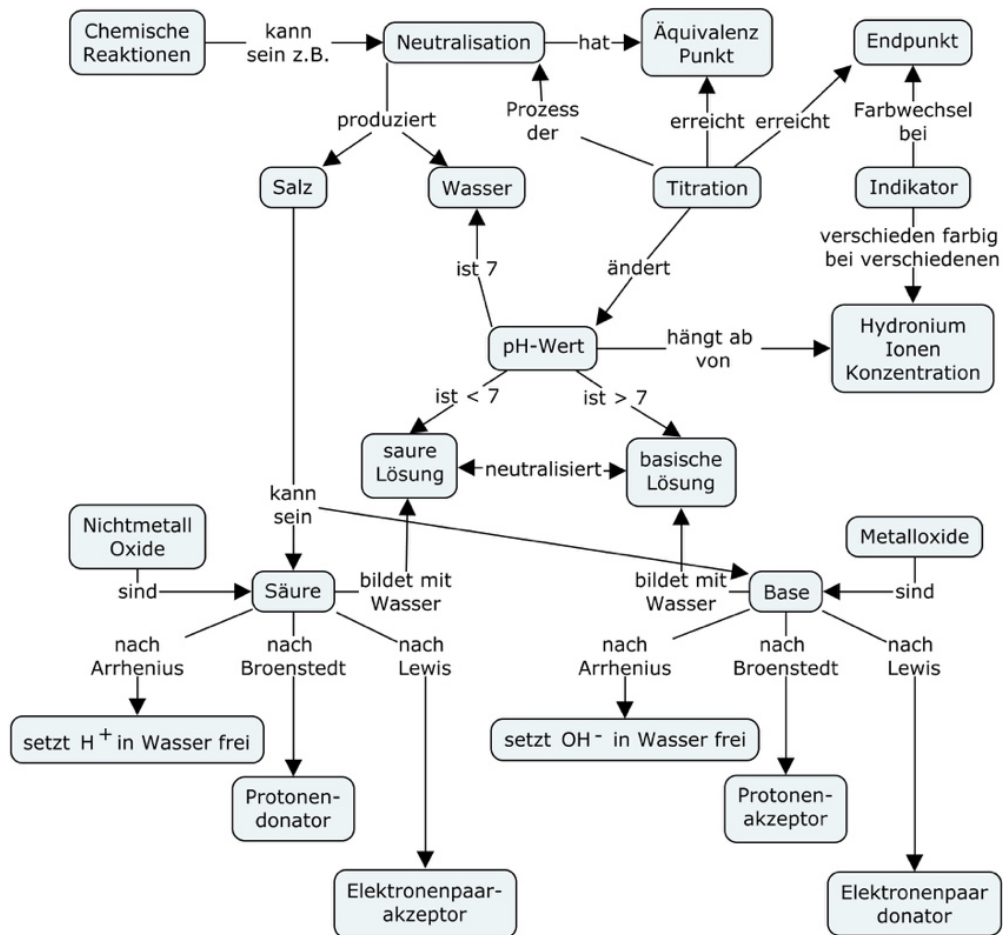 Chemische
Reaktionen
kann
sein z.B.
Neutralisation
hat
Äquivalenz
Punkt
Endpunkt
produziert
Prozess
der
erreicht
erreicht
Farbwechsel
bei
Salz
Wasser
Titration
Indikator
ist 7
ändert
verschieden farbig
bei verschiedenen
pH-Wert
hängt ab
von
Hydronium
Ionen
Konzentration
ist < 7
ist > 7
saure
Lösung
neutralisiert
basische
Lösung
kann
sein
Nichtmetall
Oxide
Metalloxide
sind
Säure
bildet mit
Wasser
bildet mit
Wasser
Base
sind
nach
Arrhenius
nach
Broenstedt
nach
Lewis
nach
Arrhenius
nach
Broenstedt
nach
Lewis
setzt H⁺ in Wasser frei
setzt OH⁻ in Wasser frei
Protonen-
donator
Protonen-
akzeptor
Elektronenpaar-
akzeptor
Elektronenpaar
donator